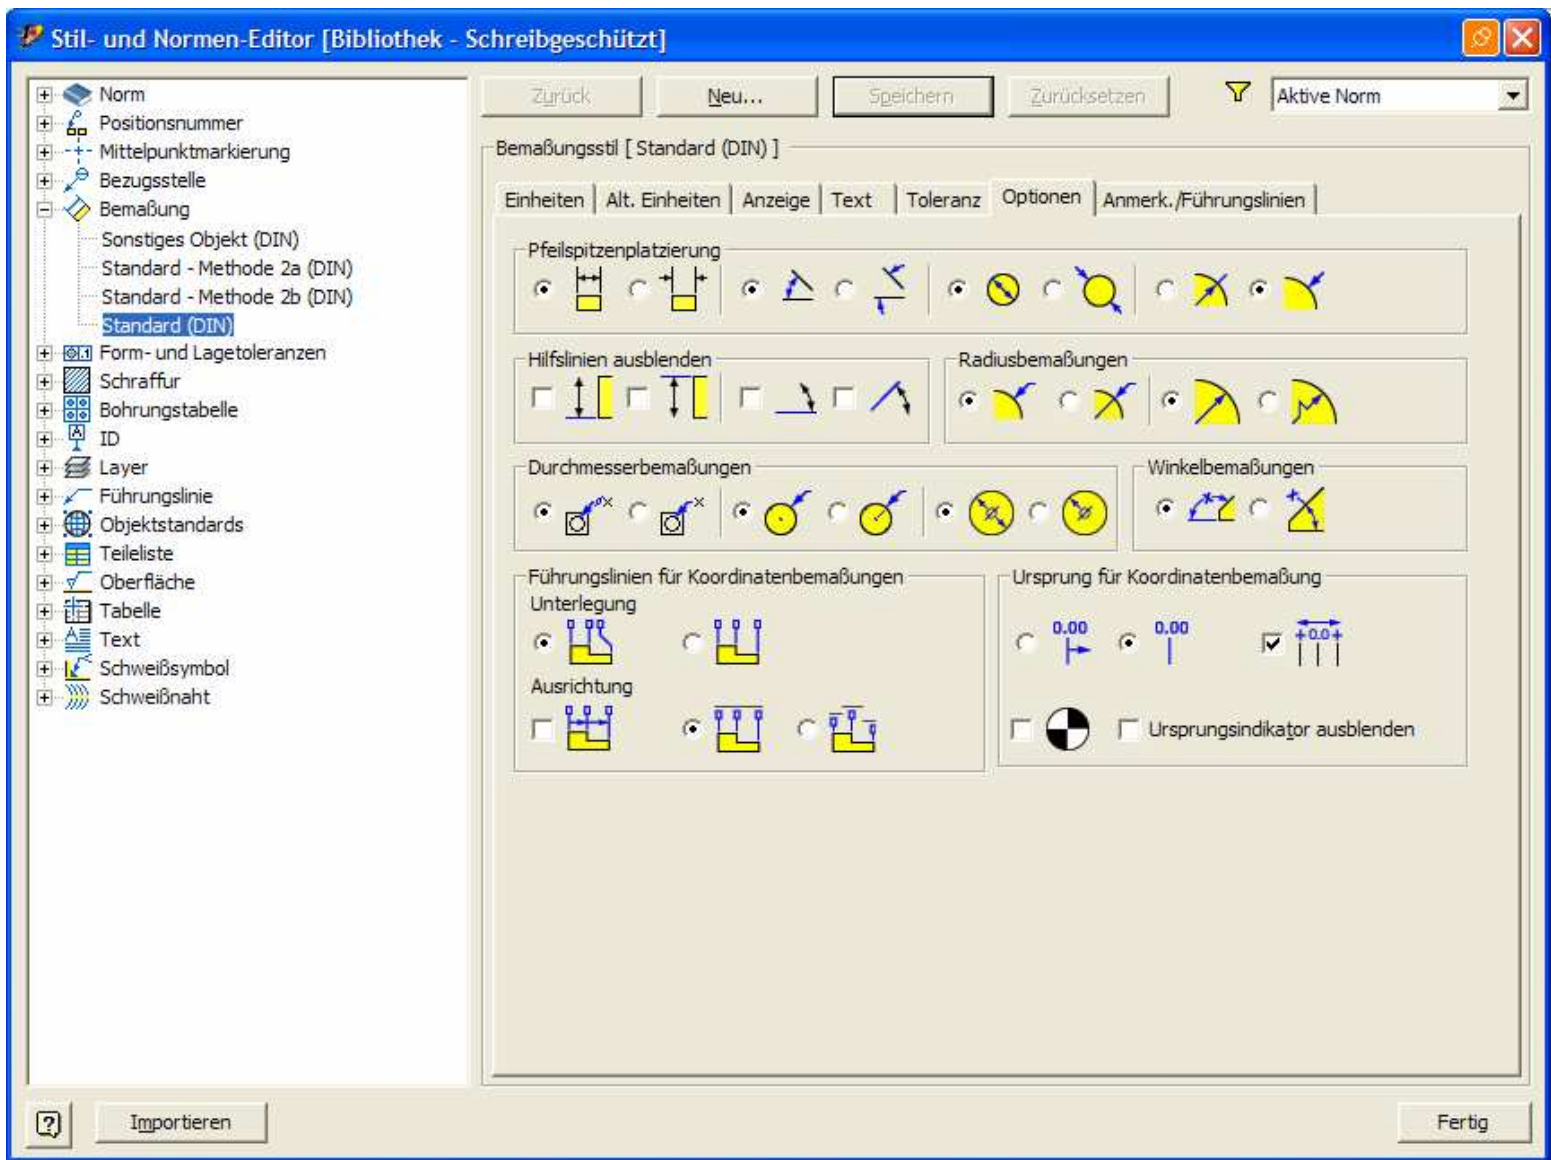 Stil- und Normen-Editor [Bibliothek - Schreibgeschützt]
Norm
Positionsnummer
Mittelpunktmarkierung
Bezugsstelle
Bemaßung
Sonstiges Objekt (DIN)
Standard - Methode 2a (DIN)
Standard - Methode 2b (DIN)
Standard (DIN)
Form- und Lagetoleranzen
Schraffur
Bohrungstabelle
ID
Layer
Führungslinie
Objektstandards
Teileliste
Oberfläche
Tabelle
Text
Schweißsymbol
Schweißnaht
Zurück Neu... Speichern Zurücksetzen Aktive Norm
Bemaßungsstil [ Standard (DIN) ]
Einheiten Alt. Einheiten Anzeige Text Toleranz Optionen Anmerk./Führungslinien
Pfeilspitzenplatzierung
Hilfslinien ausblenden Radiusbemaßungen
Durchmesserbemaßungen Winkelbemaßungen
Führungslinien für Koordinatenbemaßungen Ursprung für Koordinatenbemaßung
Unterlegung
0.00 0.00 +0.0+
Ausrichtung
Ursprungsindikator ausblenden
Importieren Fertig